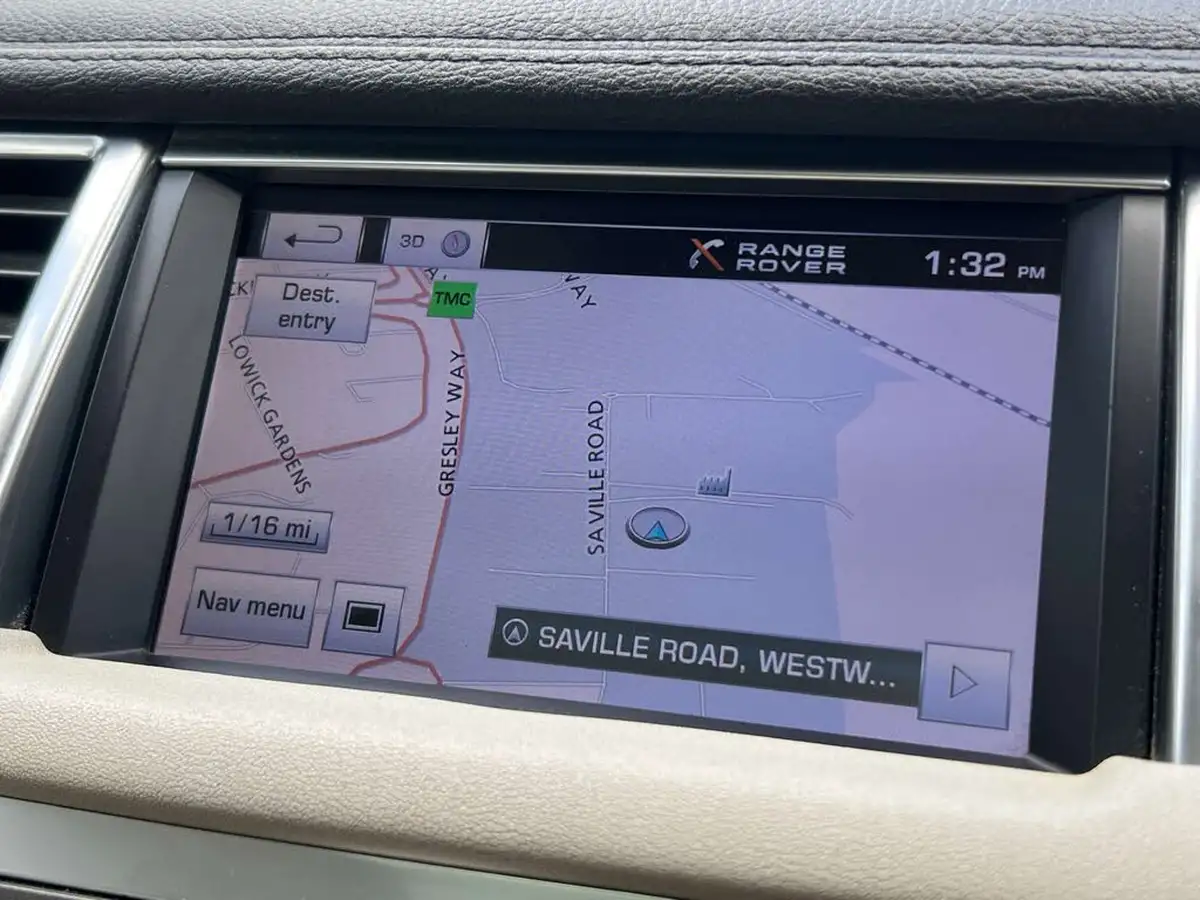 3D
RANGE
ROVER
1:32 PM
Dest.
entry
TMC
WAY
LOWICK GARDENS
GRESLEY WAY
SAVILLE ROAD
1/16 mi
Nav menu
SAVILLE ROAD, WESTW...